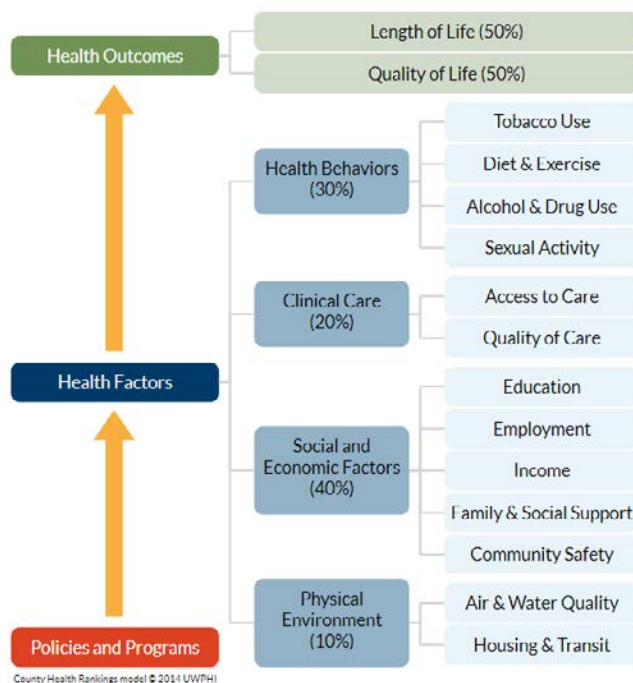 Health Outcomes
Length of Life (50%)
Quality of Life (50%)
Health Factors
Health Behaviors
(30%)
Tobacco Use
Diet & Exercise
Alcohol & Drug Use
Sexual Activity
Clinical Care
(20%)
Access to Care
Quality of Care
Social and
Economic Factors
(40%)
Education
Employment
Income
Family & Social Support
Community Safety
Physical
Environment
(10%)
Air & Water Quality
Housing & Transit
Policies and Programs
County Health Rankings model © 2014 UWPHI